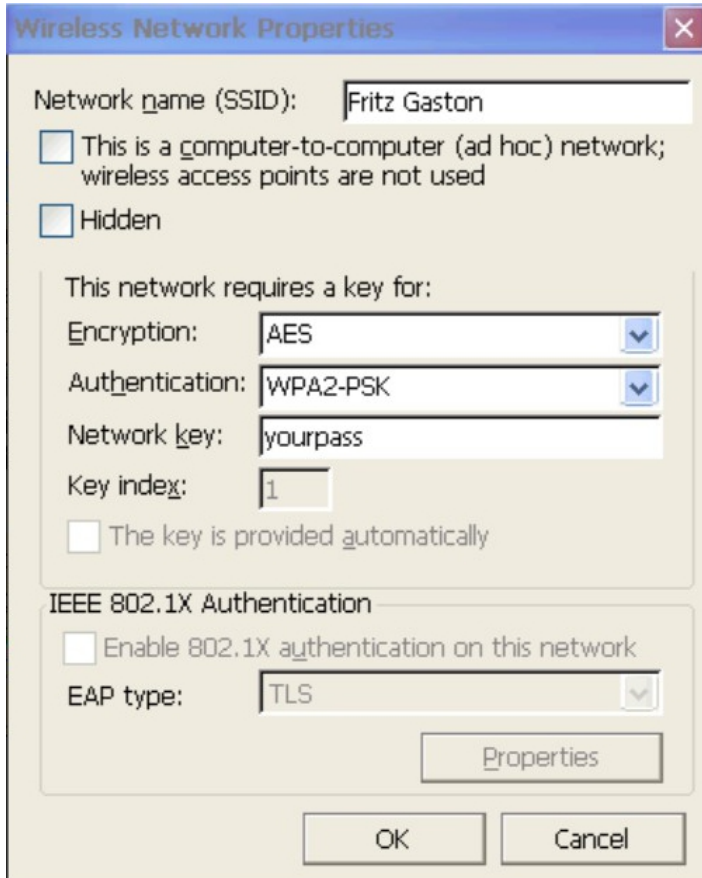 Wireless Network Properties
Network name (SSID): Fritz Gaston
This is a computer-to-computer (ad hoc) network;
wireless access points are not used
Hidden
This network requires a key for:
Encryption: AES
Authentication: WPA2-PSK
Network key: yourpass
Key index: 1
The key is provided automatically
IEEE 802.1X Authentication
Enable 802.1X authentication on this network
EAP type: TLS
Properties
OK Cancel